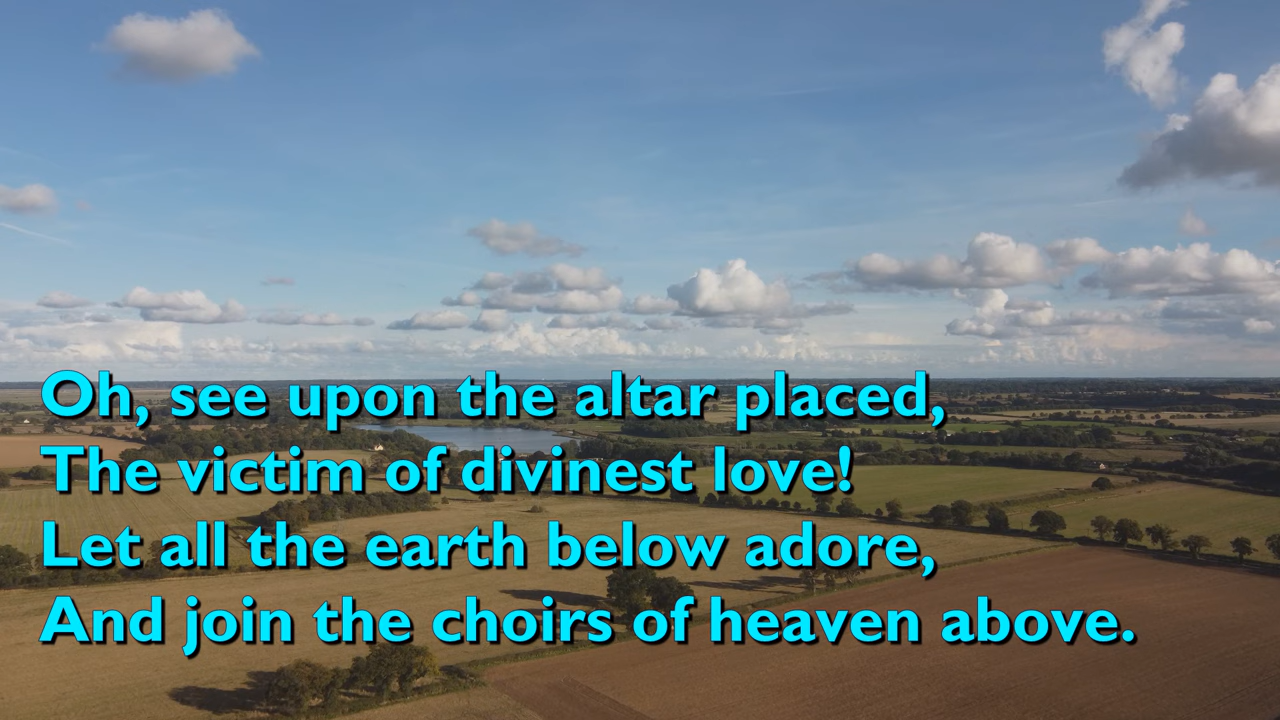 Oh, see upon the altar placed,
The victim of divinest love!
Let all the earth below adore,
And join the choirs of heaven above.